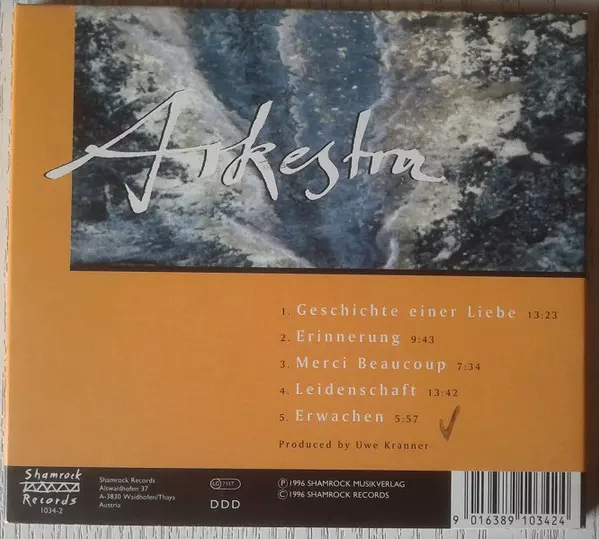 Arkestra
1. Geschichte einer Liebe 13:23
2. Erinnerung 9:43
3. Merci Beaucoup 7:34
4. Leidenschaft 13:42
5. Erwachen 5:57
Produced by Uwe Kranner
Shamrock
Records
1034-2
Shamrock Records
Altwaidhofen 37
A-3830 Waidhofen/Thaya
Austria
LC 7117
DDD
Ⓟ 1996 SHAMROCK MUSIKVERLAG
© 1996 SHAMROCK RECORDS
9 016389 103424